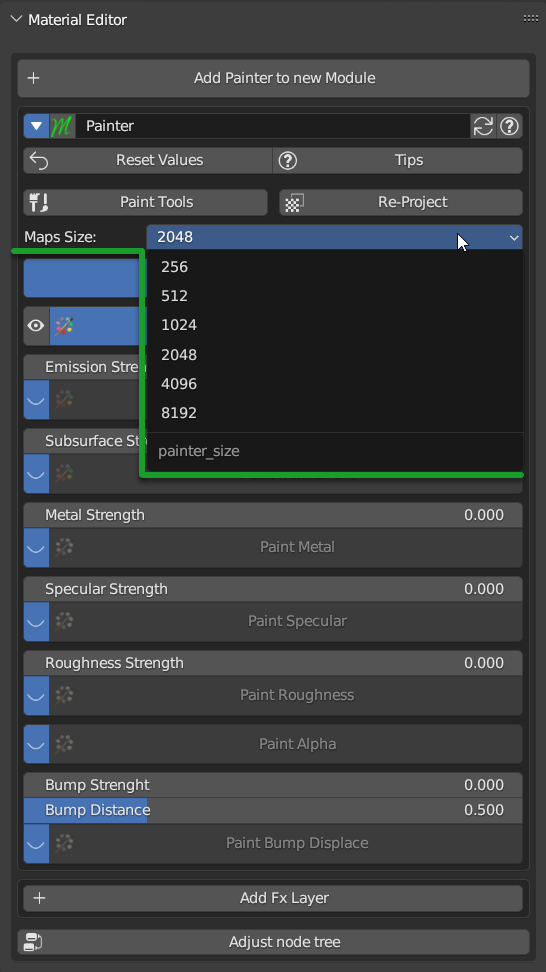 Material Editor
Add Painter to new Module
Painter
Reset Values
Tips
Paint Tools
Re-Project
Maps Size:
2048
256
512
1024
2048
4096
8192
painter_size
Emission Stren
Subsurface St
Metal Strength 0.000
Paint Metal
Specular Strength 0.000
Paint Specular
Roughness Strength 0.000
Paint Roughness
Paint Alpha
Bump Strenght 0.000
Bump Distance 0.500
Paint Bump Displace
Add Fx Layer
Adjust node tree